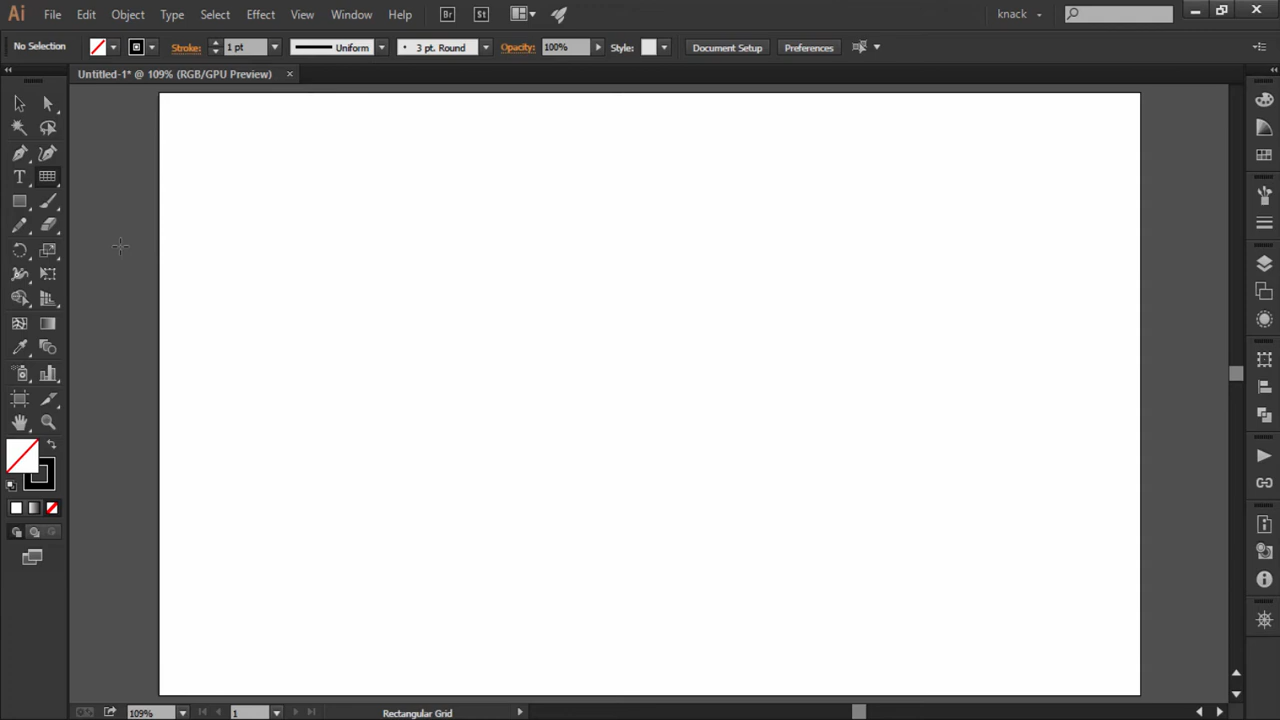 Ai File Edit Object Type Select Effect View Window Help Br St knack
No Selection Stroke: 1 pt Uniform 3 pt. Round Opacity: 100% Style: Document Setup Preferences
Untitled-1* @ 109% (RGB/GPU Preview) ×
T
109% 1 Rectangular Grid